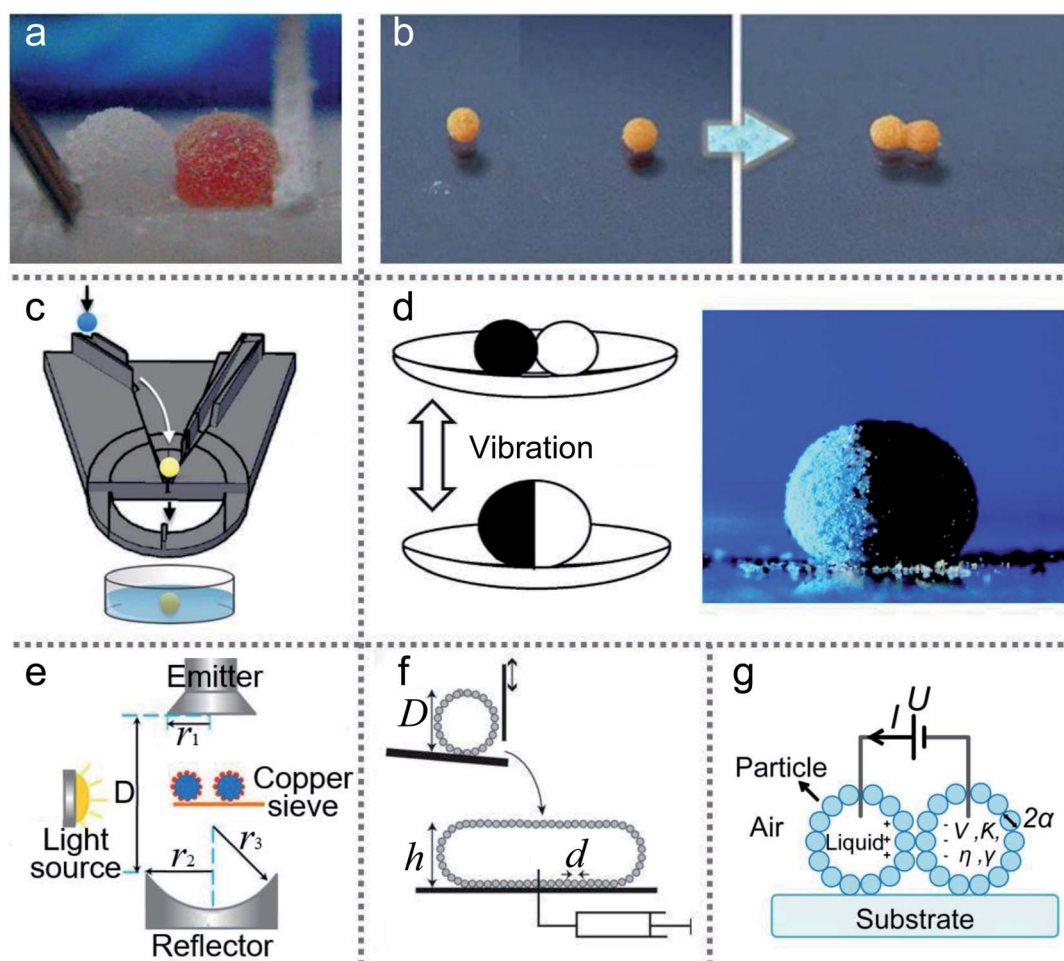 a
b
c
d
Vibration
e
Emitter
r1
D
Copper
sieve
Light
source
r2
r3
Reflector
f
D
h
d
g
U
I
Particle
Air
Liquid
+
+
+
-
-
-
V ,K,
η ,γ
2α
Substrate